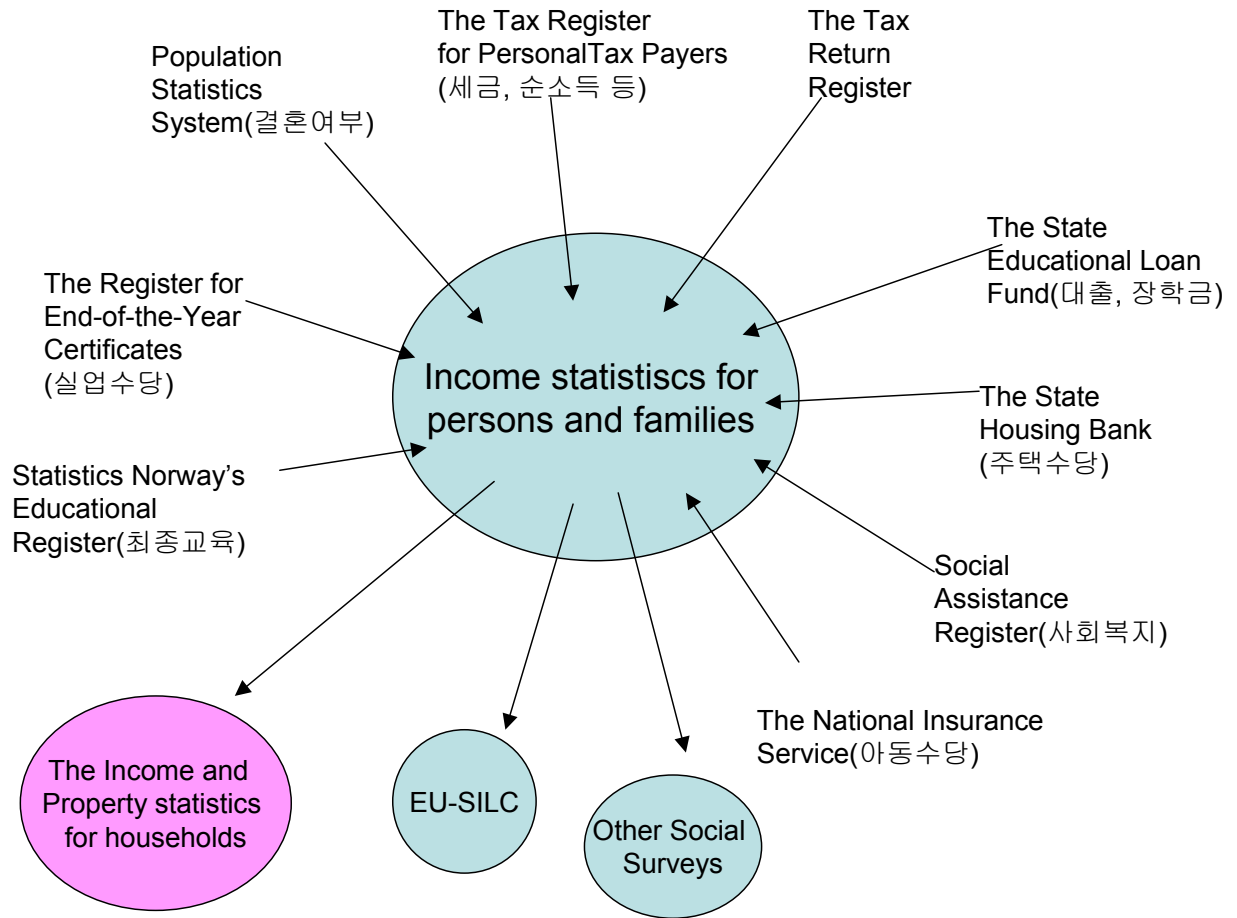 The Tax Register
for PersonalTax Payers
(세금, 순소득 등)
The Tax
Return
Register
Population
Statistics
System(결혼여부)
The State
Educational Loan
Fund(대출, 장학금)
The Register for
End-of-the-Year
Certificates
(실업수당)
Income statistiscs for
persons and families
The State
Housing Bank
(주택수당)
Statistics Norway’s
Educational
Register(최종교육)
Social
Assistance
Register(사회복지)
The National Insurance
Service(아동수당)
The Income and
Property statistics
for households
EU-SILC
Other Social
Surveys